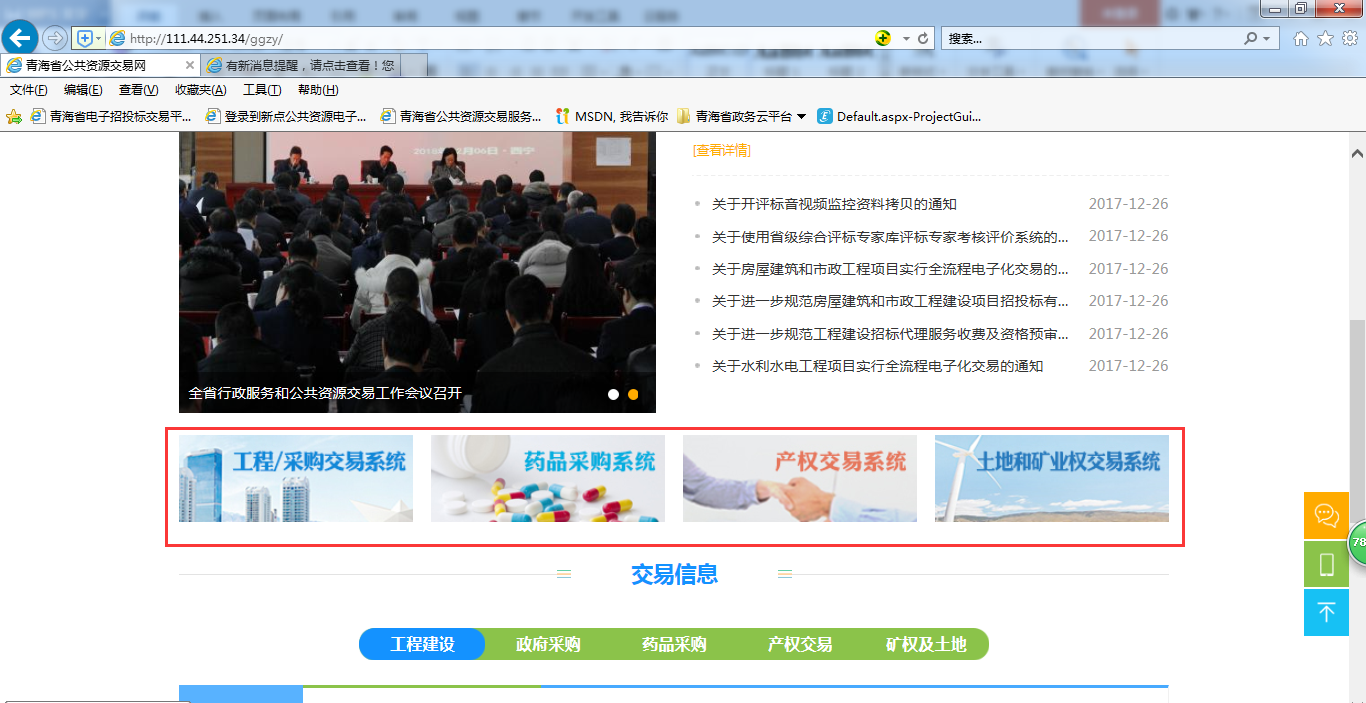 http://111.44.251.34/ggzy/
搜索...
青海省公共资源交易网
有新消息提醒，请点击查看！您
文件(F) 编辑(E) 查看(V) 收藏夹(A) 工具(T) 帮助(H)
青海省电子招投标交易平... 登录到新点公共资源电子... 青海省公共资源交易服务... MSDN, 我告诉你 青海省政务云平台 Default.aspx-ProjectGui...
2018年2月06日·西宁
[查看详情]
关于开评标音视频监控资料拷贝的通知 2017-12-26
关于使用省级综合评标专家库评标专家考核评价系统的... 2017-12-26
关于房屋建筑和市政工程项目实行全流程电子化交易的... 2017-12-26
关于进一步规范房屋建筑和市政工程建设项目招投标有... 2017-12-26
关于进一步规范工程建设招标代理服务收费及资格预审... 2017-12-26
关于水利水电工程项目实行全流程电子化交易的通知 2017-12-26
全省行政服务和公共资源交易工作会议召开
工程/采购交易系统 药品采购系统 产权交易系统 土地和矿业权交易系统
78
交易信息
工程建设 政府采购 药品采购 产权交易 矿权及土地